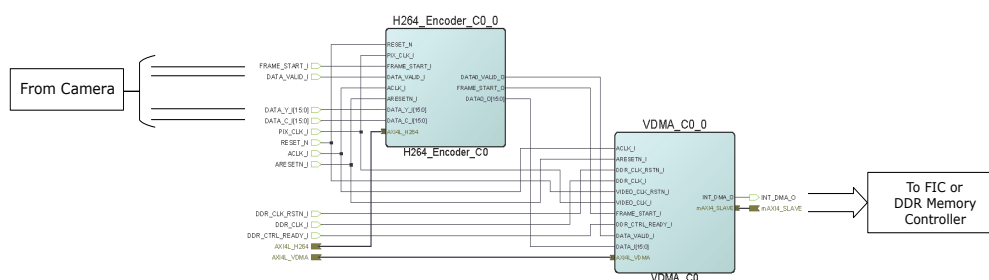 H264_Encoder_C0_0
RESET_N
PIX_CLK_I
FRAME_START_I
DATA_VALID_I
ACLK_I
ARESETN_I
DATA_Y_I[15:0]
DATA_C_I[15:0]
AXI4L_H264
DATAO_VALID_O
FRAME_START_O
DATAO_O[15:0]
H264_Encoder_C0
From Camera
FRAME_START_I
DATA_VALID_I
DATA_Y_I[15:0]
DATA_C_I[15:0]
PIX_CLK_I
RESET_N
ACLK_I
ARESETN_I
DDR_CLK_RSTN_I
DDR_CLK_I
DDR_CTRL_READY_I
AXI4L_H264
AXI4L_VDMA
VDMA_C0_0
ACLK_I
ARESETN_I
DDR_CLK_RSTN_I
DDR_CLK_I
VIDEO_CLK_RSTN_I
VIDEO_CLK_I
FRAME_START_I
DDR_CTRL_READY_I
DATA_VALID_I
DATA_I[15:0]
AXI4L_VDMA
INT_DMA_O
mAXI4_SLAVE
VDMA_C0
INT_DMA_O
mAXI4_SLAVE
To FIC or
DDR Memory
Controller